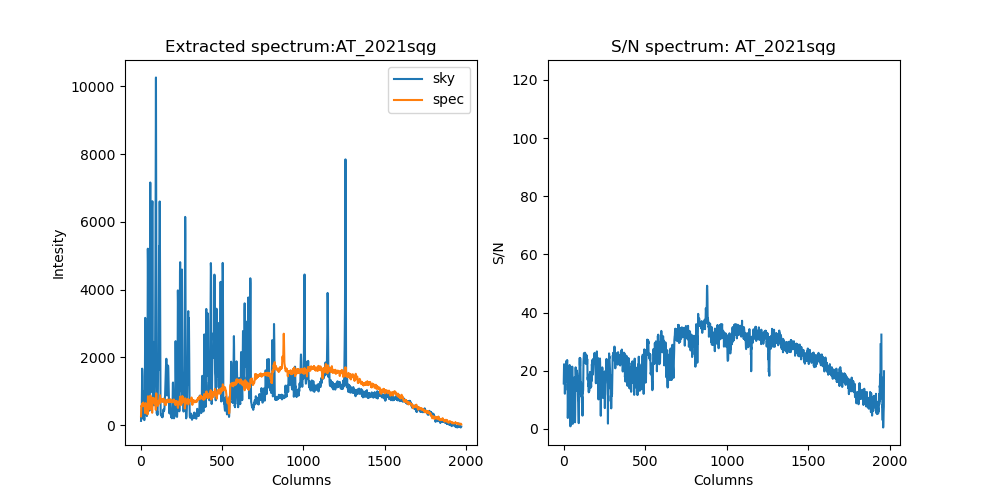 Extracted spectrum:AT_2021sqg
S/N spectrum: AT_2021sqg
sky
spec
Intesity
10000
8000
6000
4000
2000
0
0
500
1000
1500
2000
Columns
S/N
120
100
80
60
40
20
0
0
500
1000
1500
2000
Columns